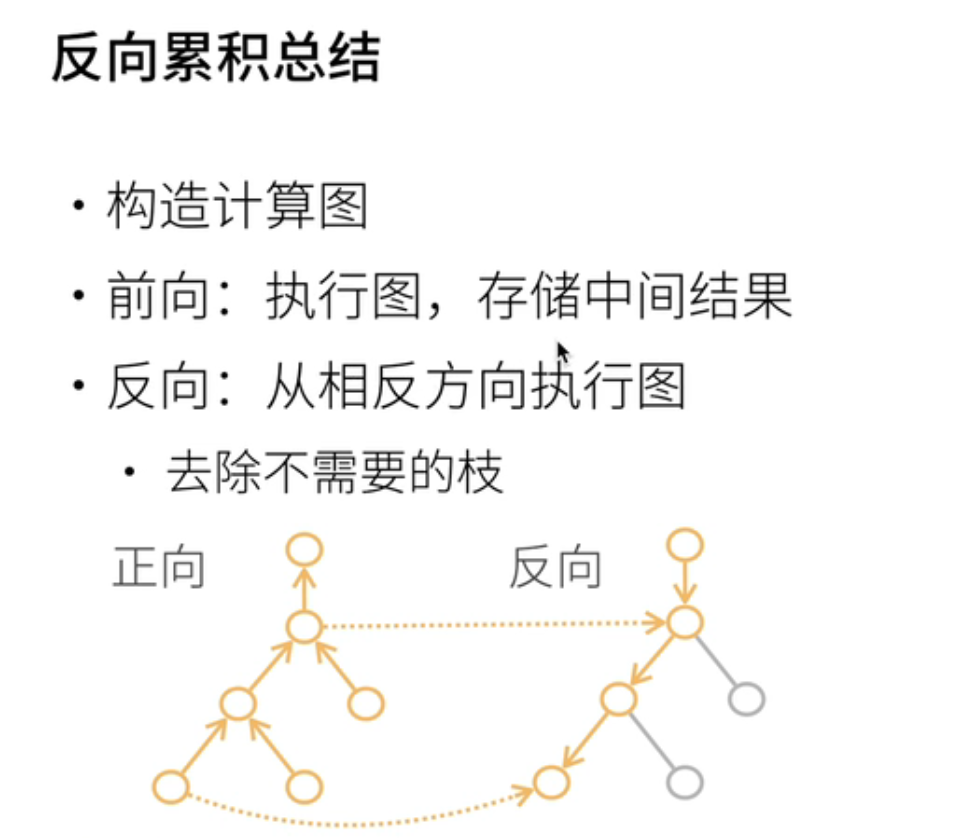 反向累积总结
• 构造计算图
• 前向：执行图，存储中间结果
• 反向：从相反方向执行图
• 去除不需要的枝
正向
反向